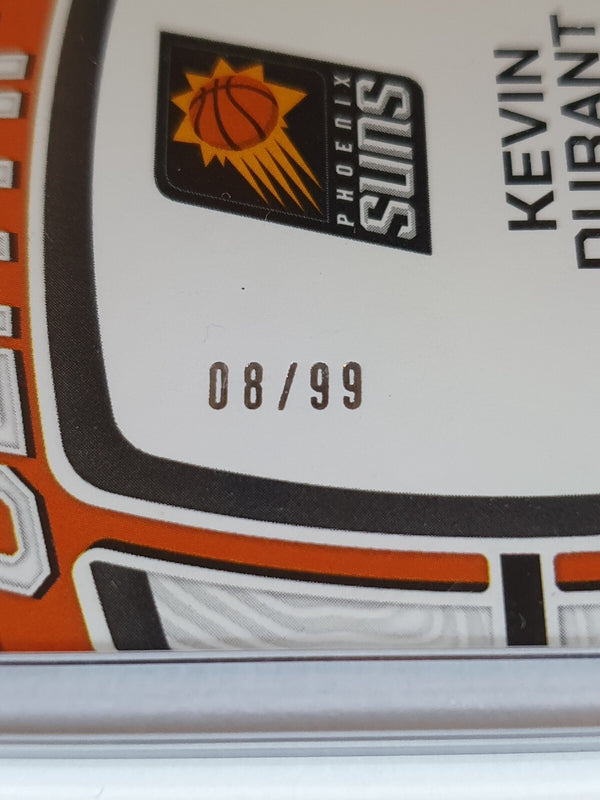 PHOENIX
SUNS
KEVIN
DURANT
08/99